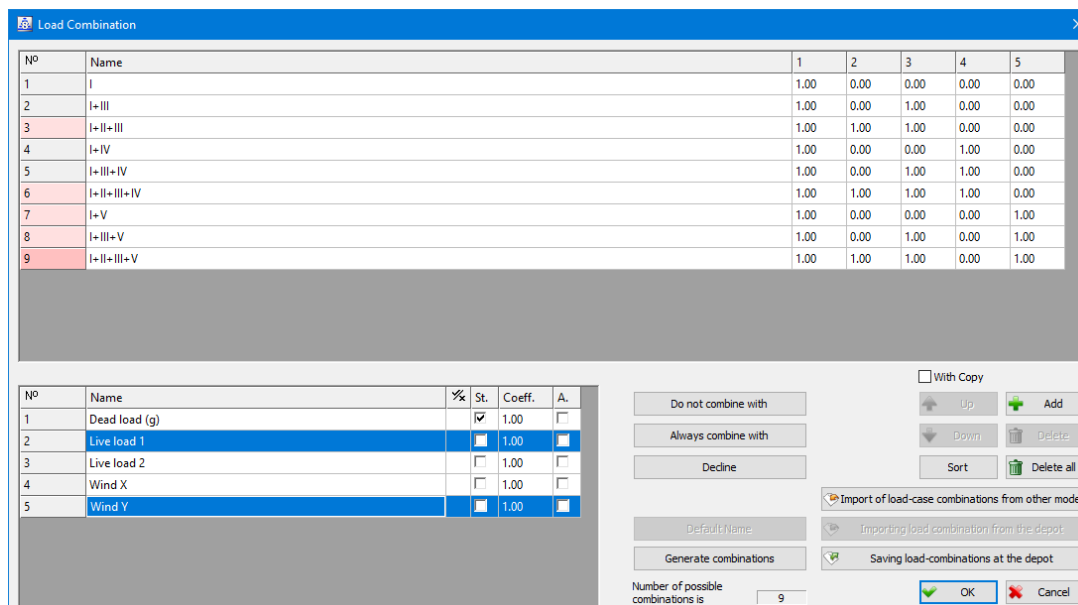 Load Combination
Nº Name 1 2 3 4 5
1 I 1.00 0.00 0.00 0.00 0.00
2 I+III 1.00 0.00 1.00 0.00 0.00
3 I+II+III 1.00 1.00 1.00 0.00 0.00
4 I+IV 1.00 0.00 0.00 1.00 0.00
5 I+III+IV 1.00 0.00 1.00 1.00 0.00
6 I+II+III+IV 1.00 1.00 1.00 1.00 0.00
7 I+V 1.00 0.00 0.00 0.00 1.00
8 I+III+V 1.00 0.00 1.00 0.00 1.00
9 I+II+III+V 1.00 1.00 1.00 0.00 1.00
With Copy
Nº Name St. Coeff. A.
1 Dead load (g) 1.00
2 Live load 1 1.00
3 Live load 2 1.00
4 Wind X 1.00
5 Wind Y 1.00
Do not combine with
Up Add
Always combine with
Down Delete
Decline
Sort Delete all
Import of load-case combinations from other mode
Default Name
Importing load combination from the depot
Generate combinations
Saving load-combinations at the depot
Number of possible
combinations is 9
OK Cancel